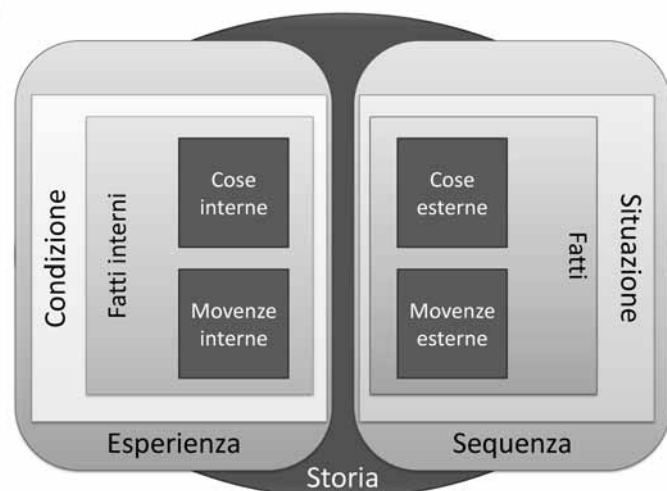 Condizione
Fatti interni
Cose
interne
Movenze
interne
Esperienza
Cose
esterne
Movenze
esterne
Fatti
Situazione
Sequenza
Storia